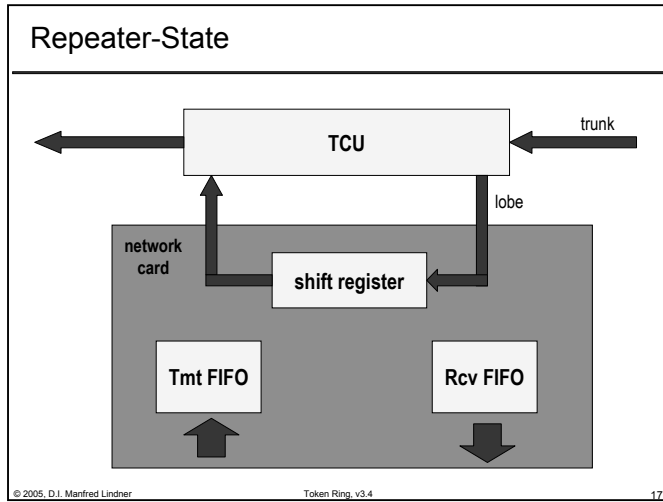 Repeater-State
TCU
trunk
lobe
network
card
shift register
Tmt FIFO
Rcv FIFO
© 2005, D.I. Manfred Lindner
Token Ring, v3.4
17